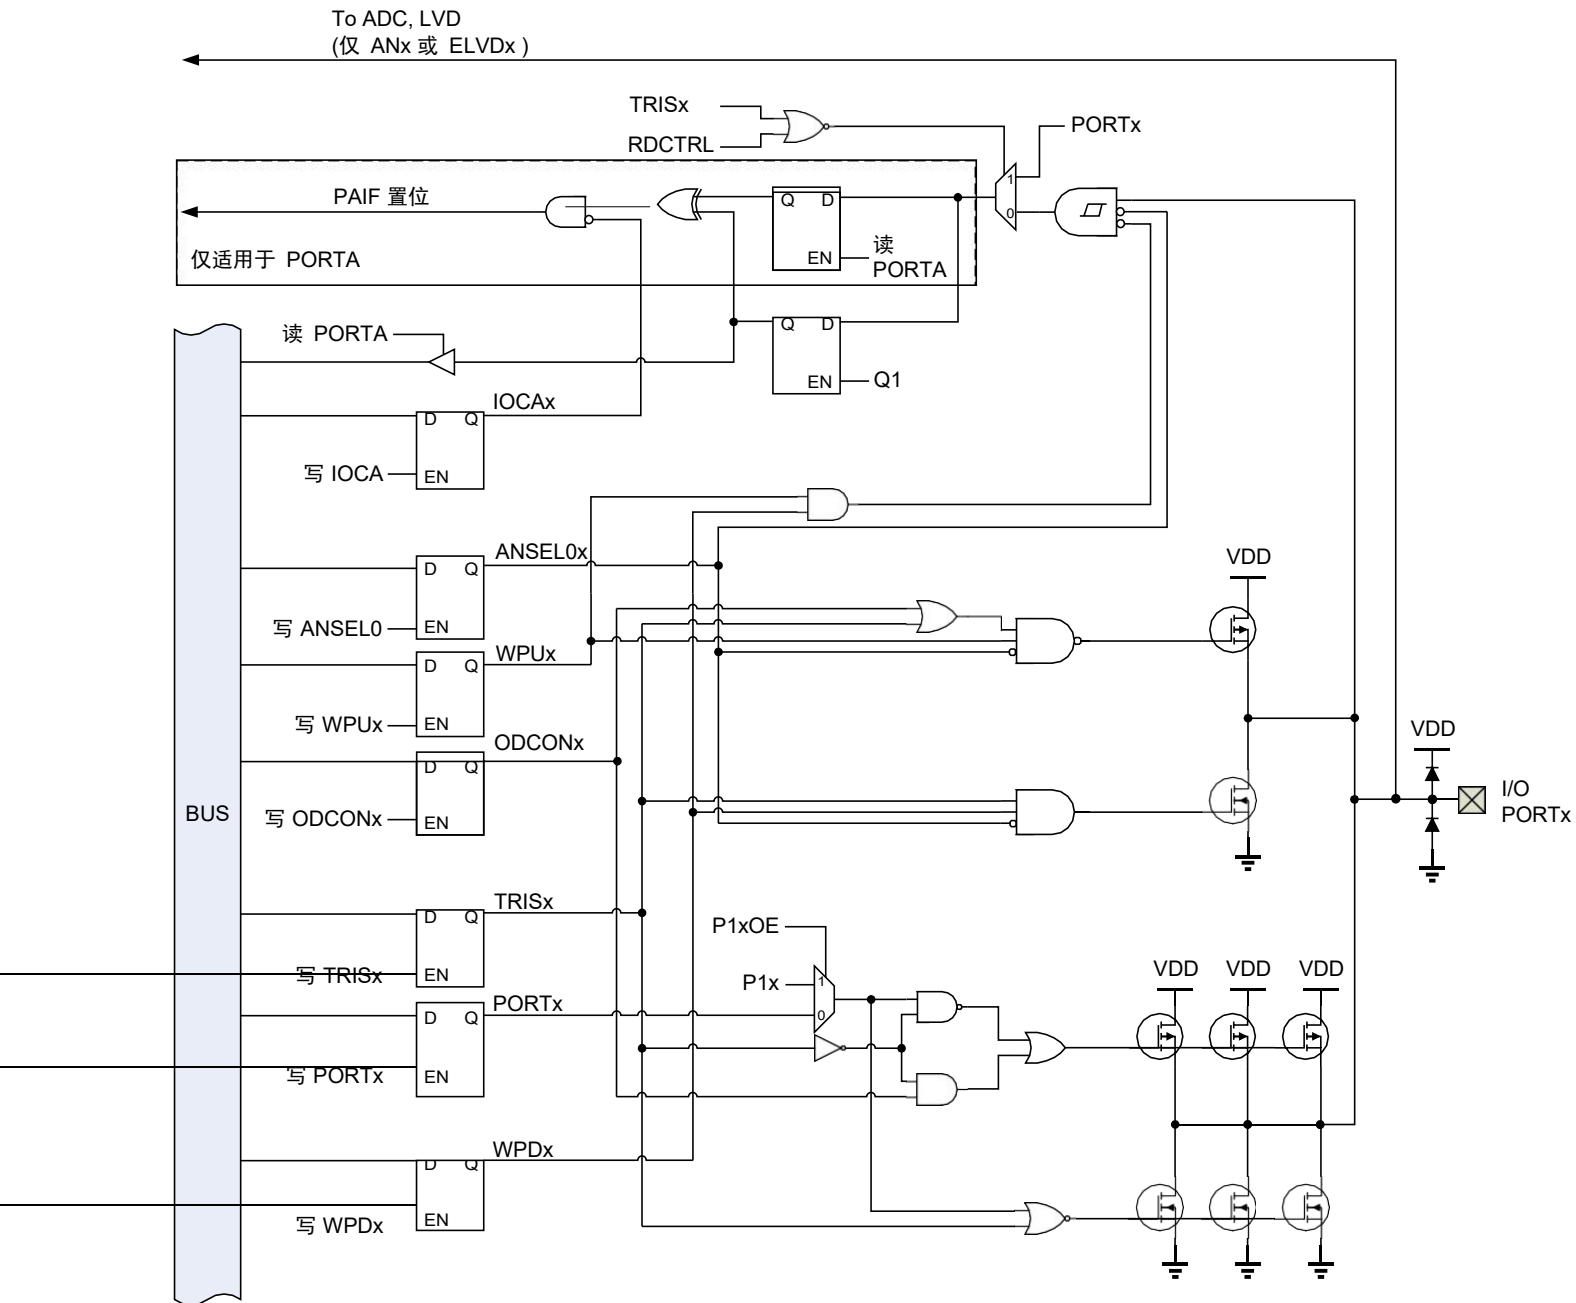 To ADC, LVD
(仅 ANx 或 ELVDx )
TRISx
RDCTRL
PORTx
1
0
PAIF 置位
仅适用于 PORTA
Q D
EN
读
PORTA
读 PORTA
Q D
EN
Q1
IOCAx
D Q
写 IOCA
EN
ANSEL0x
D Q
写 ANSEL0
EN
VDD
WPUx
D Q
写 WPUx
EN
ODCONx
D Q
写 ODCONx
EN
BUS
VDD
I/O
PORTx
TRISx
D Q
写 TRISx
EN
P1xOE
P1x
1
0
VDD VDD VDD
PORTx
D Q
写 PORTx
EN
WPDx
D Q
写 WPDx
EN